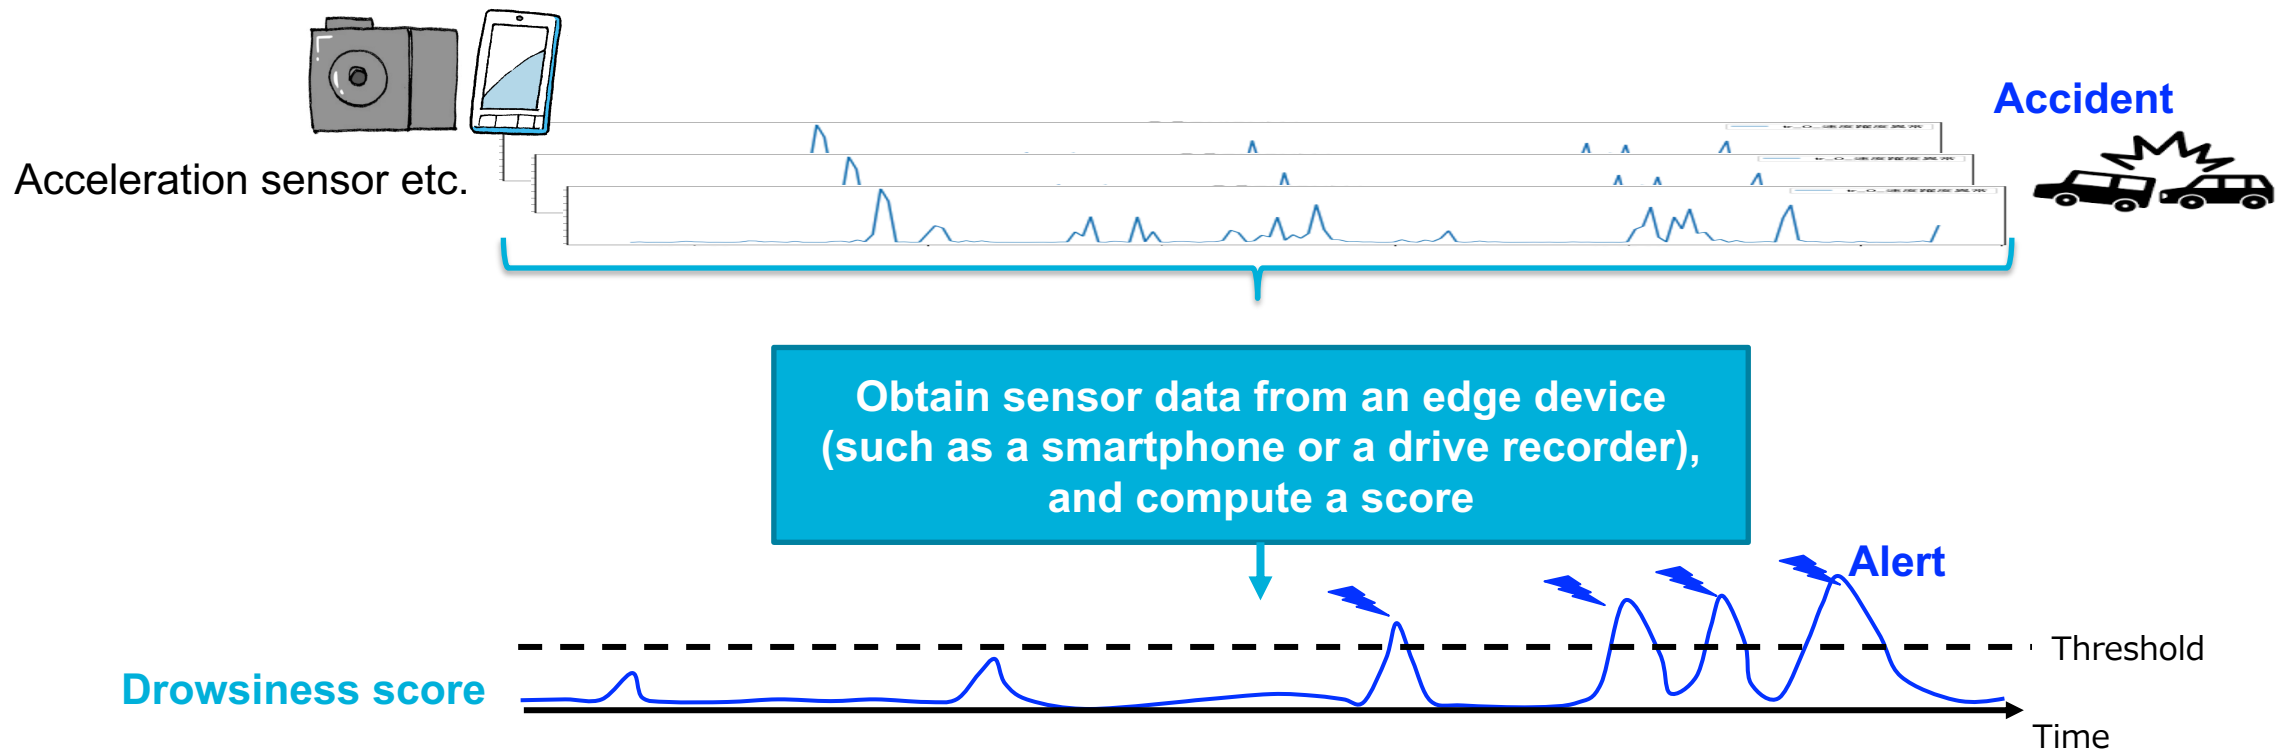 Accident
Acceleration sensor etc.
Obtain sensor data from an edge device
(such as a smartphone or a drive recorder),
and compute a score
Alert
Threshold
Drowsiness score
Time